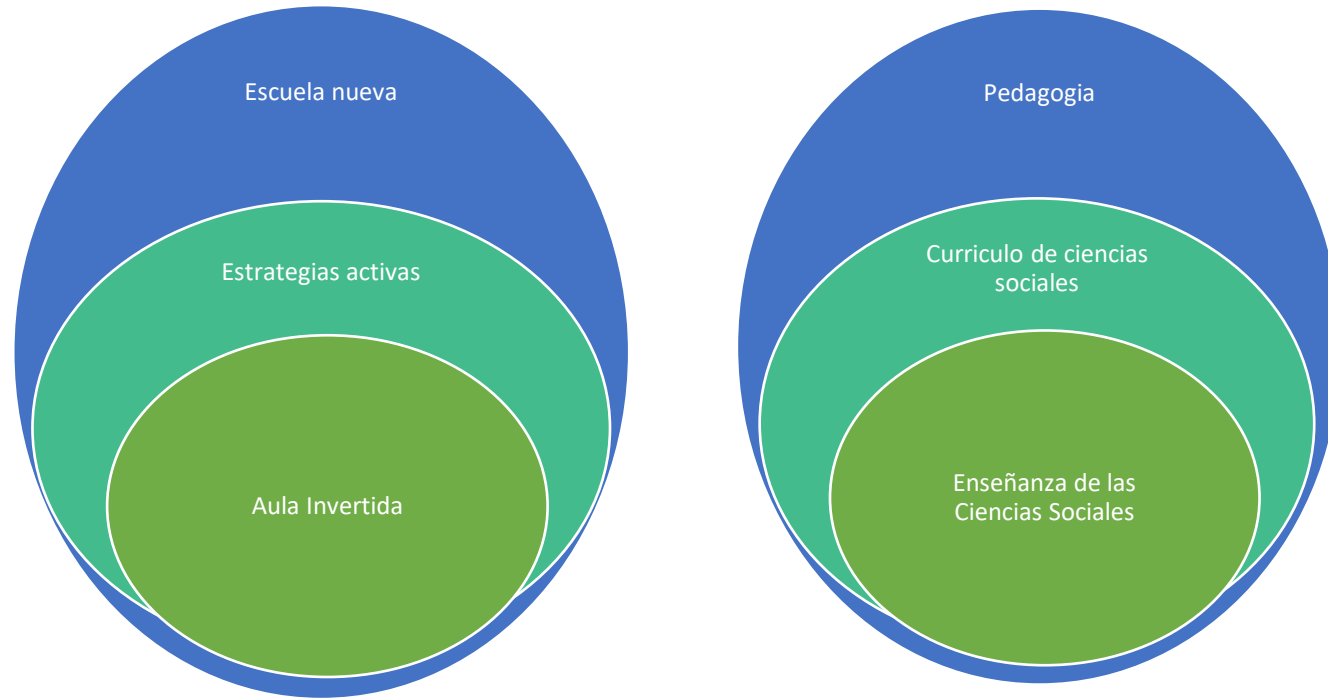 Escuela nueva
Estrategias activas
Aula Invertida
Pedagogia
Curriculo de ciencias
sociales
Enseñanza de las
Ciencias Sociales